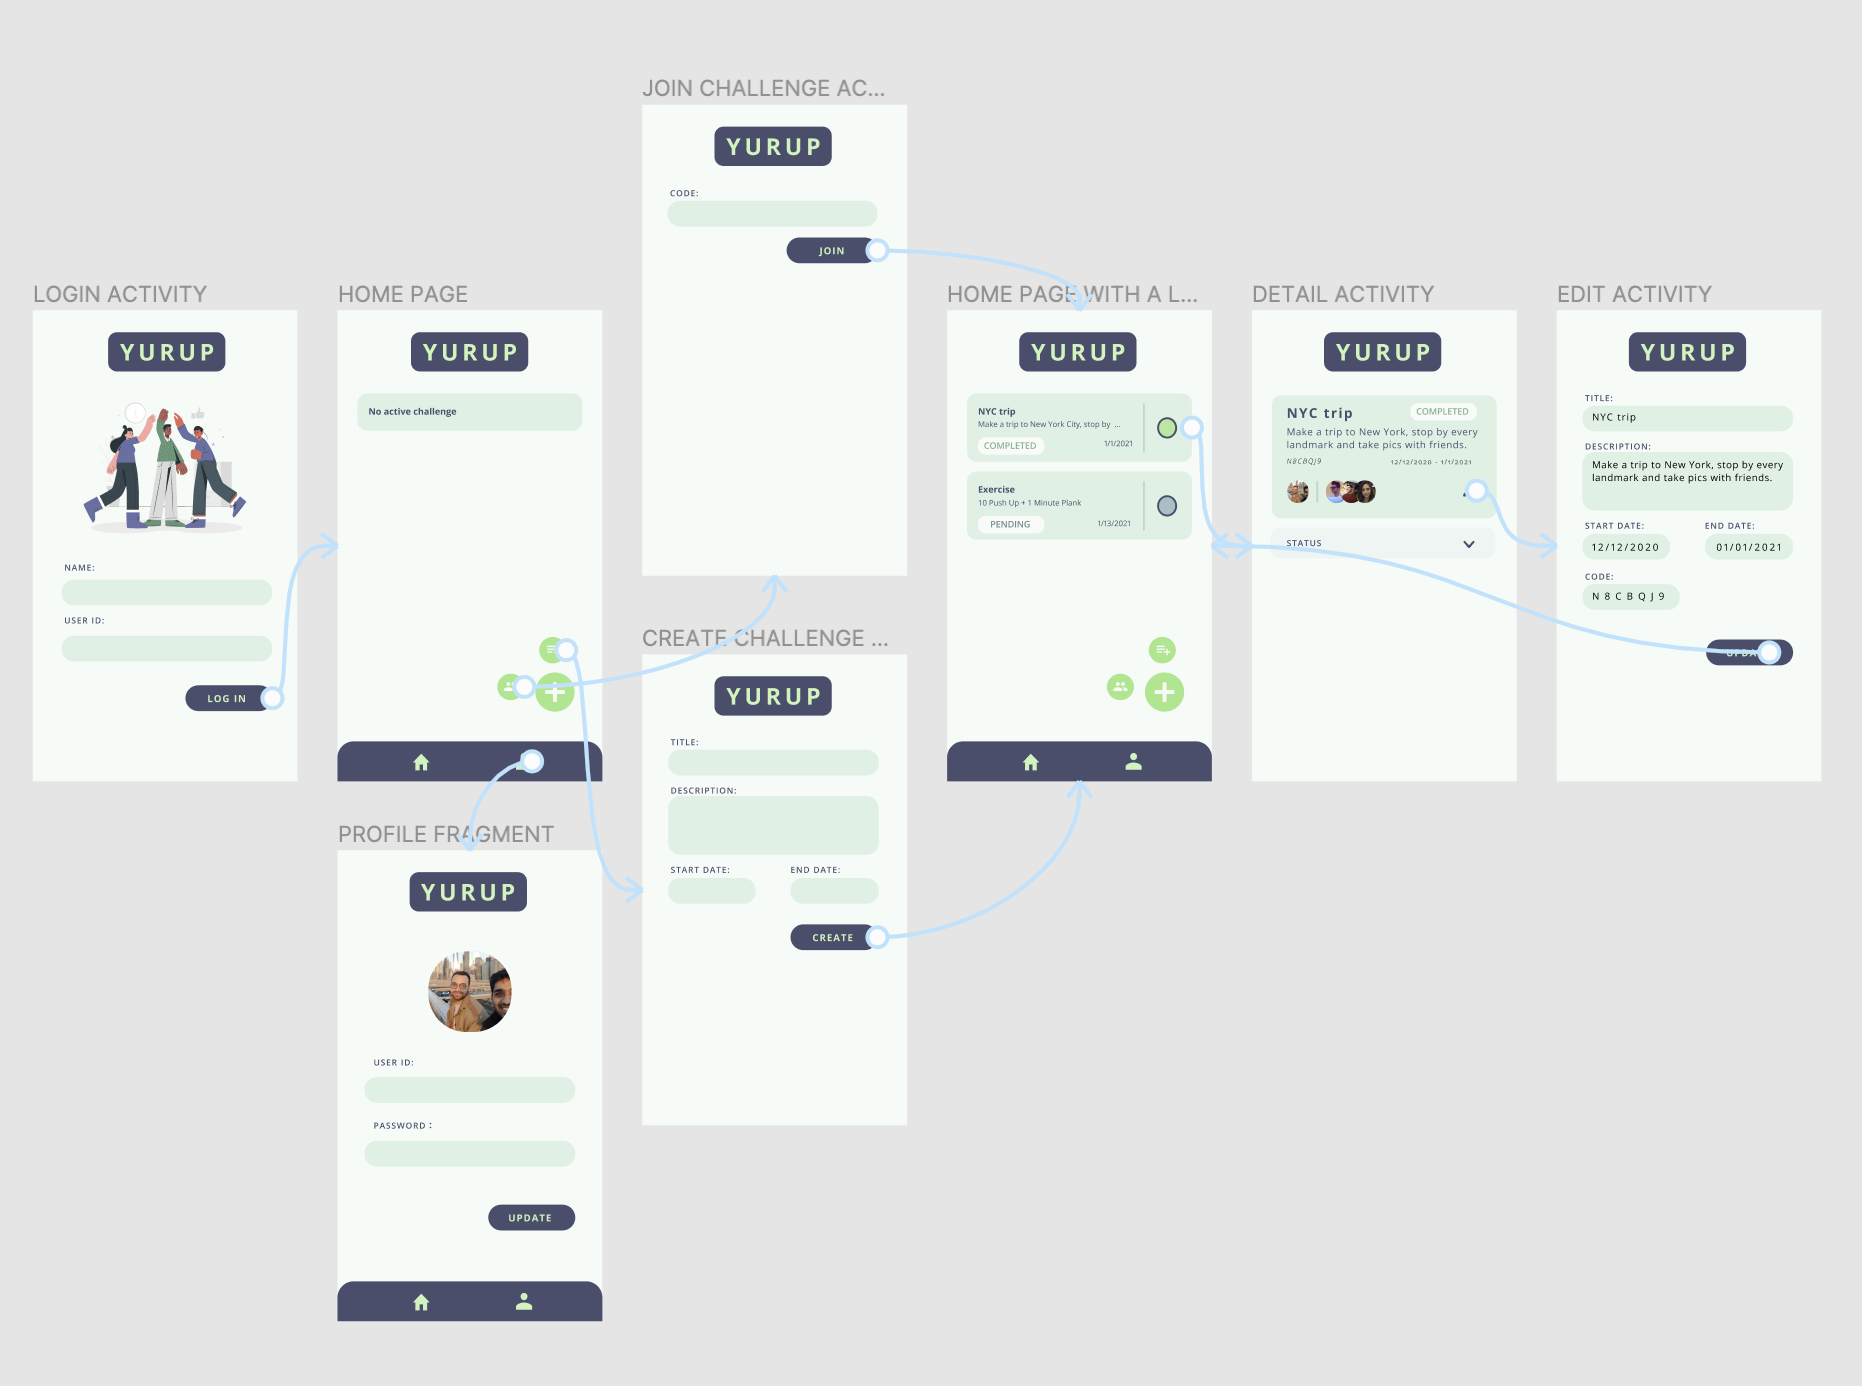 JOIN CHALLENGE AC...
YURUP
CODE:
JOIN
LOGIN ACTIVITY
YURUP
NAME:
USER ID:
LOG IN
HOME PAGE
YURUP
No active challenge
PROFILE FRAGMENT
YURUP
USER ID:
PASSWORD :
UPDATE
CREATE CHALLENGE ...
YURUP
TITLE:
DESCRIPTION:
START DATE:
END DATE:
CREATE
HOME PAGE WITH A L...
YURUP
NYC trip
Make a trip to New York City, stop by ...
COMPLETED
1/1/2021
Exercise
10 Push Up + 1 Minute Plank
PENDING
1/13/2021
DETAIL ACTIVITY
YURUP
NYC trip
COMPLETED
Make a trip to New York, stop by every
landmark and take pics with friends.
N8CBQJ9
12/12/2020 - 1/1/2021
STATUS
EDIT ACTIVITY
YURUP
TITLE:
NYC trip
DESCRIPTION:
Make a trip to New York, stop by every
landmark and take pics with friends.
START DATE:
END DATE:
12/12/2020
01/01/2021
CODE:
N 8 C B Q J 9